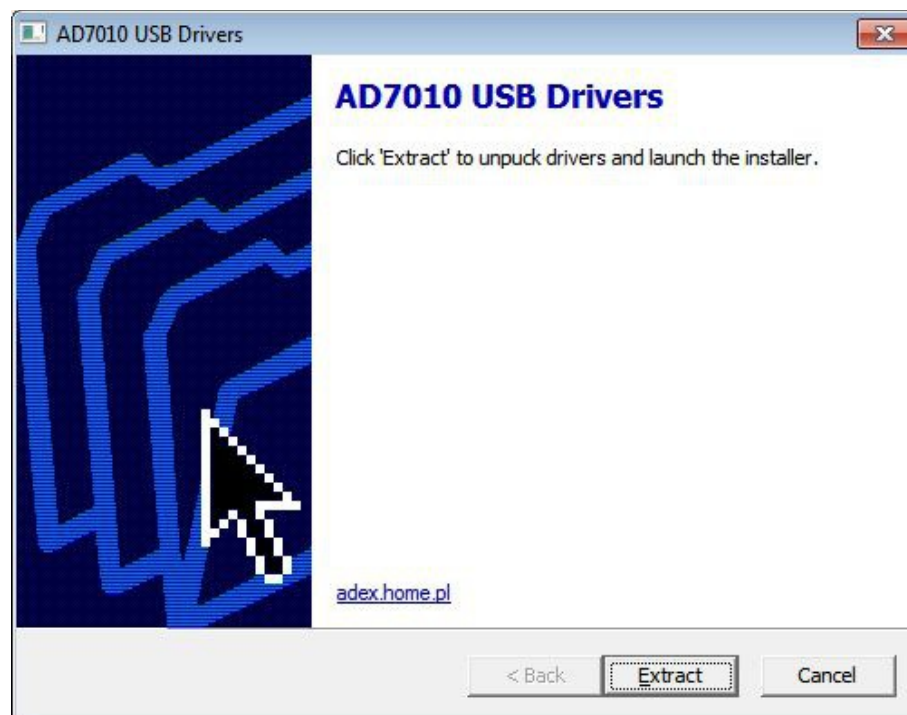 AD7010 USB Drivers
AD7010 USB Drivers
Click 'Extract' to unpuck drivers and launch the installer.
adex.home.pl
< Back Extract Cancel